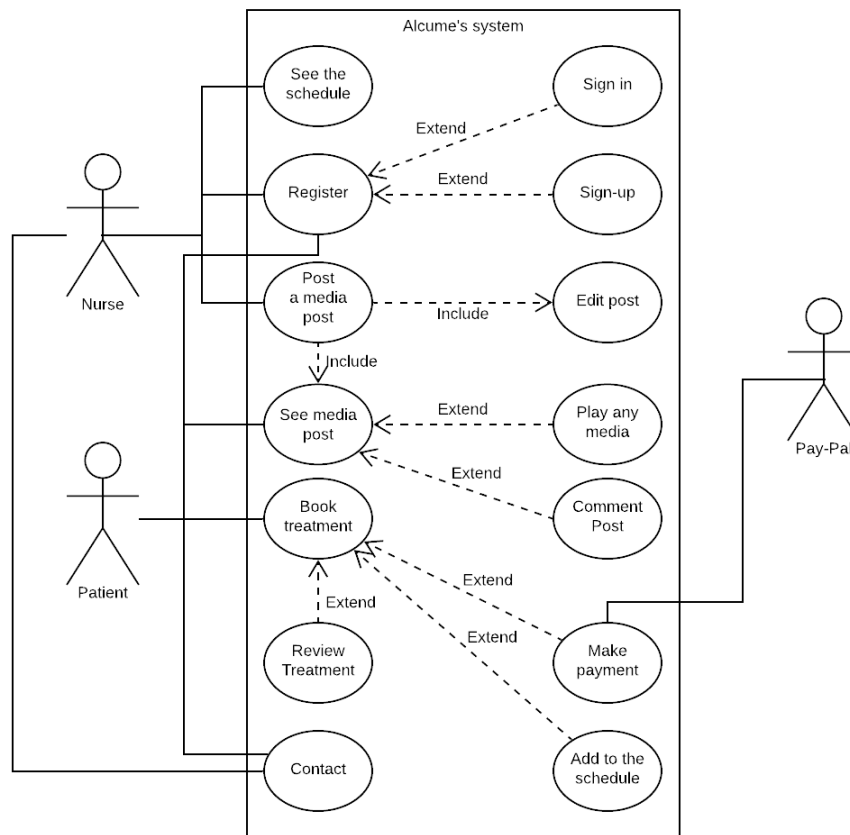 Alcume's system
See the
schedule
Sign in
Extend
Register
Extend
Sign-up
Nurse
Post
a media
post
Include
Edit post
Include
See media
post
Extend
Play any
media
Pay-Pal
Extend
Book
treatment
Comment
Post
Patient
Extend
Extend
Extend
Review
Treatment
Make
payment
Contact
Add to the
schedule